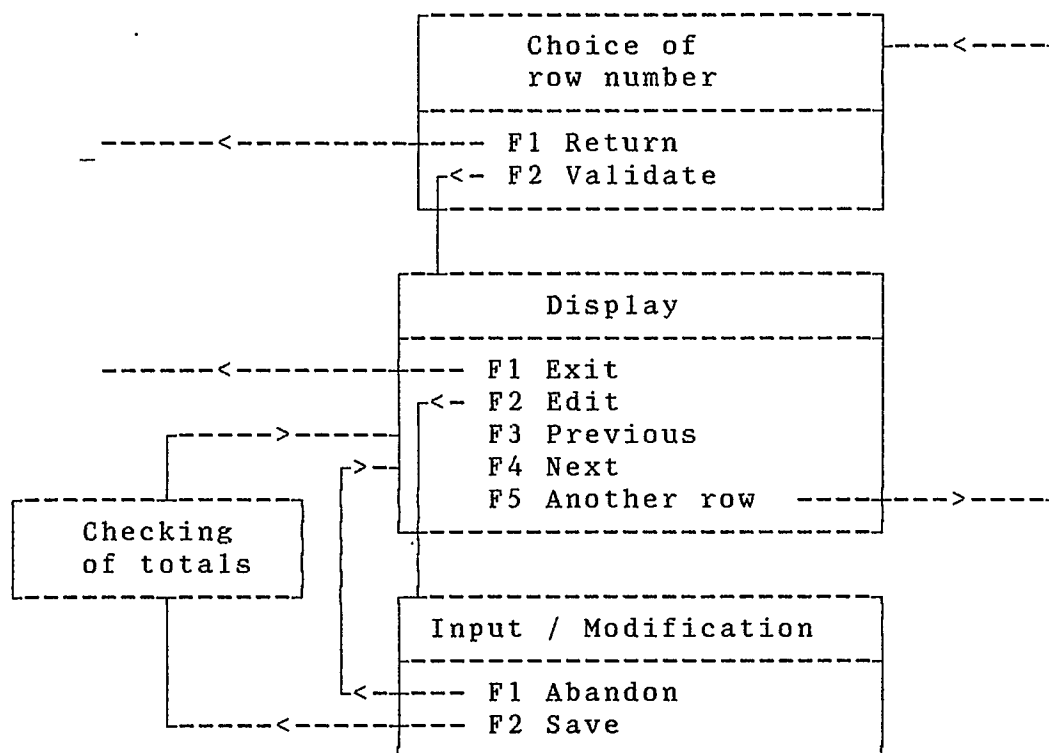 Choice of
row number
F1 Return
F2 Validate
Display
F1 Exit
F2 Edit
F3 Previous
F4 Next
F5 Another row
Checking
of totals
Input / Modification
F1 Abandon
F2 Save